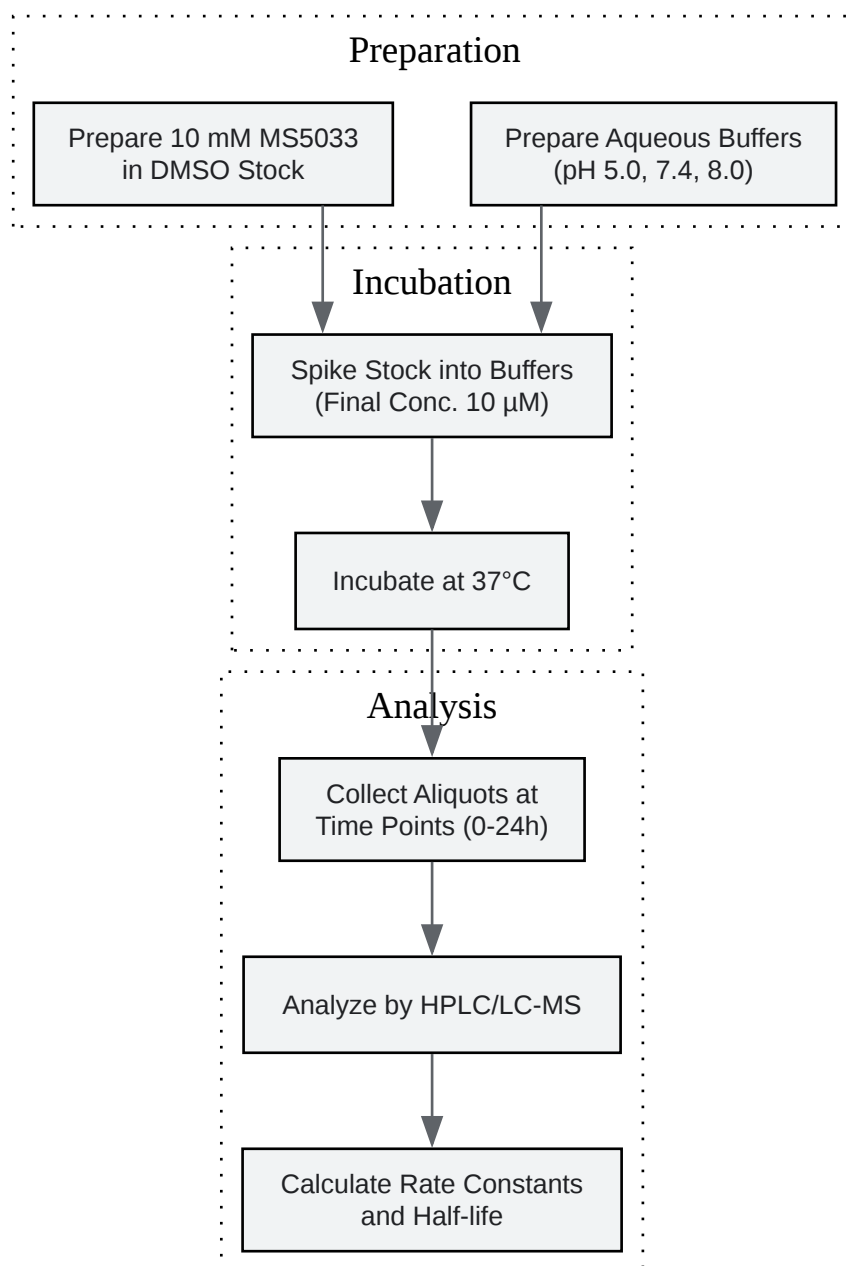 Preparation
Prepare 10 mM MS5033
in DMSO Stock
Prepare Aqueous Buffers
(pH 5.0, 7.4, 8.0)
Incubation
Spike Stock into Buffers
(Final Conc. 10 µM)
Incubate at 37°C
Analysis
Collect Aliquots at
Time Points (0-24h)
Analyze by HPLC/LC-MS
Calculate Rate Constants
and Half-life